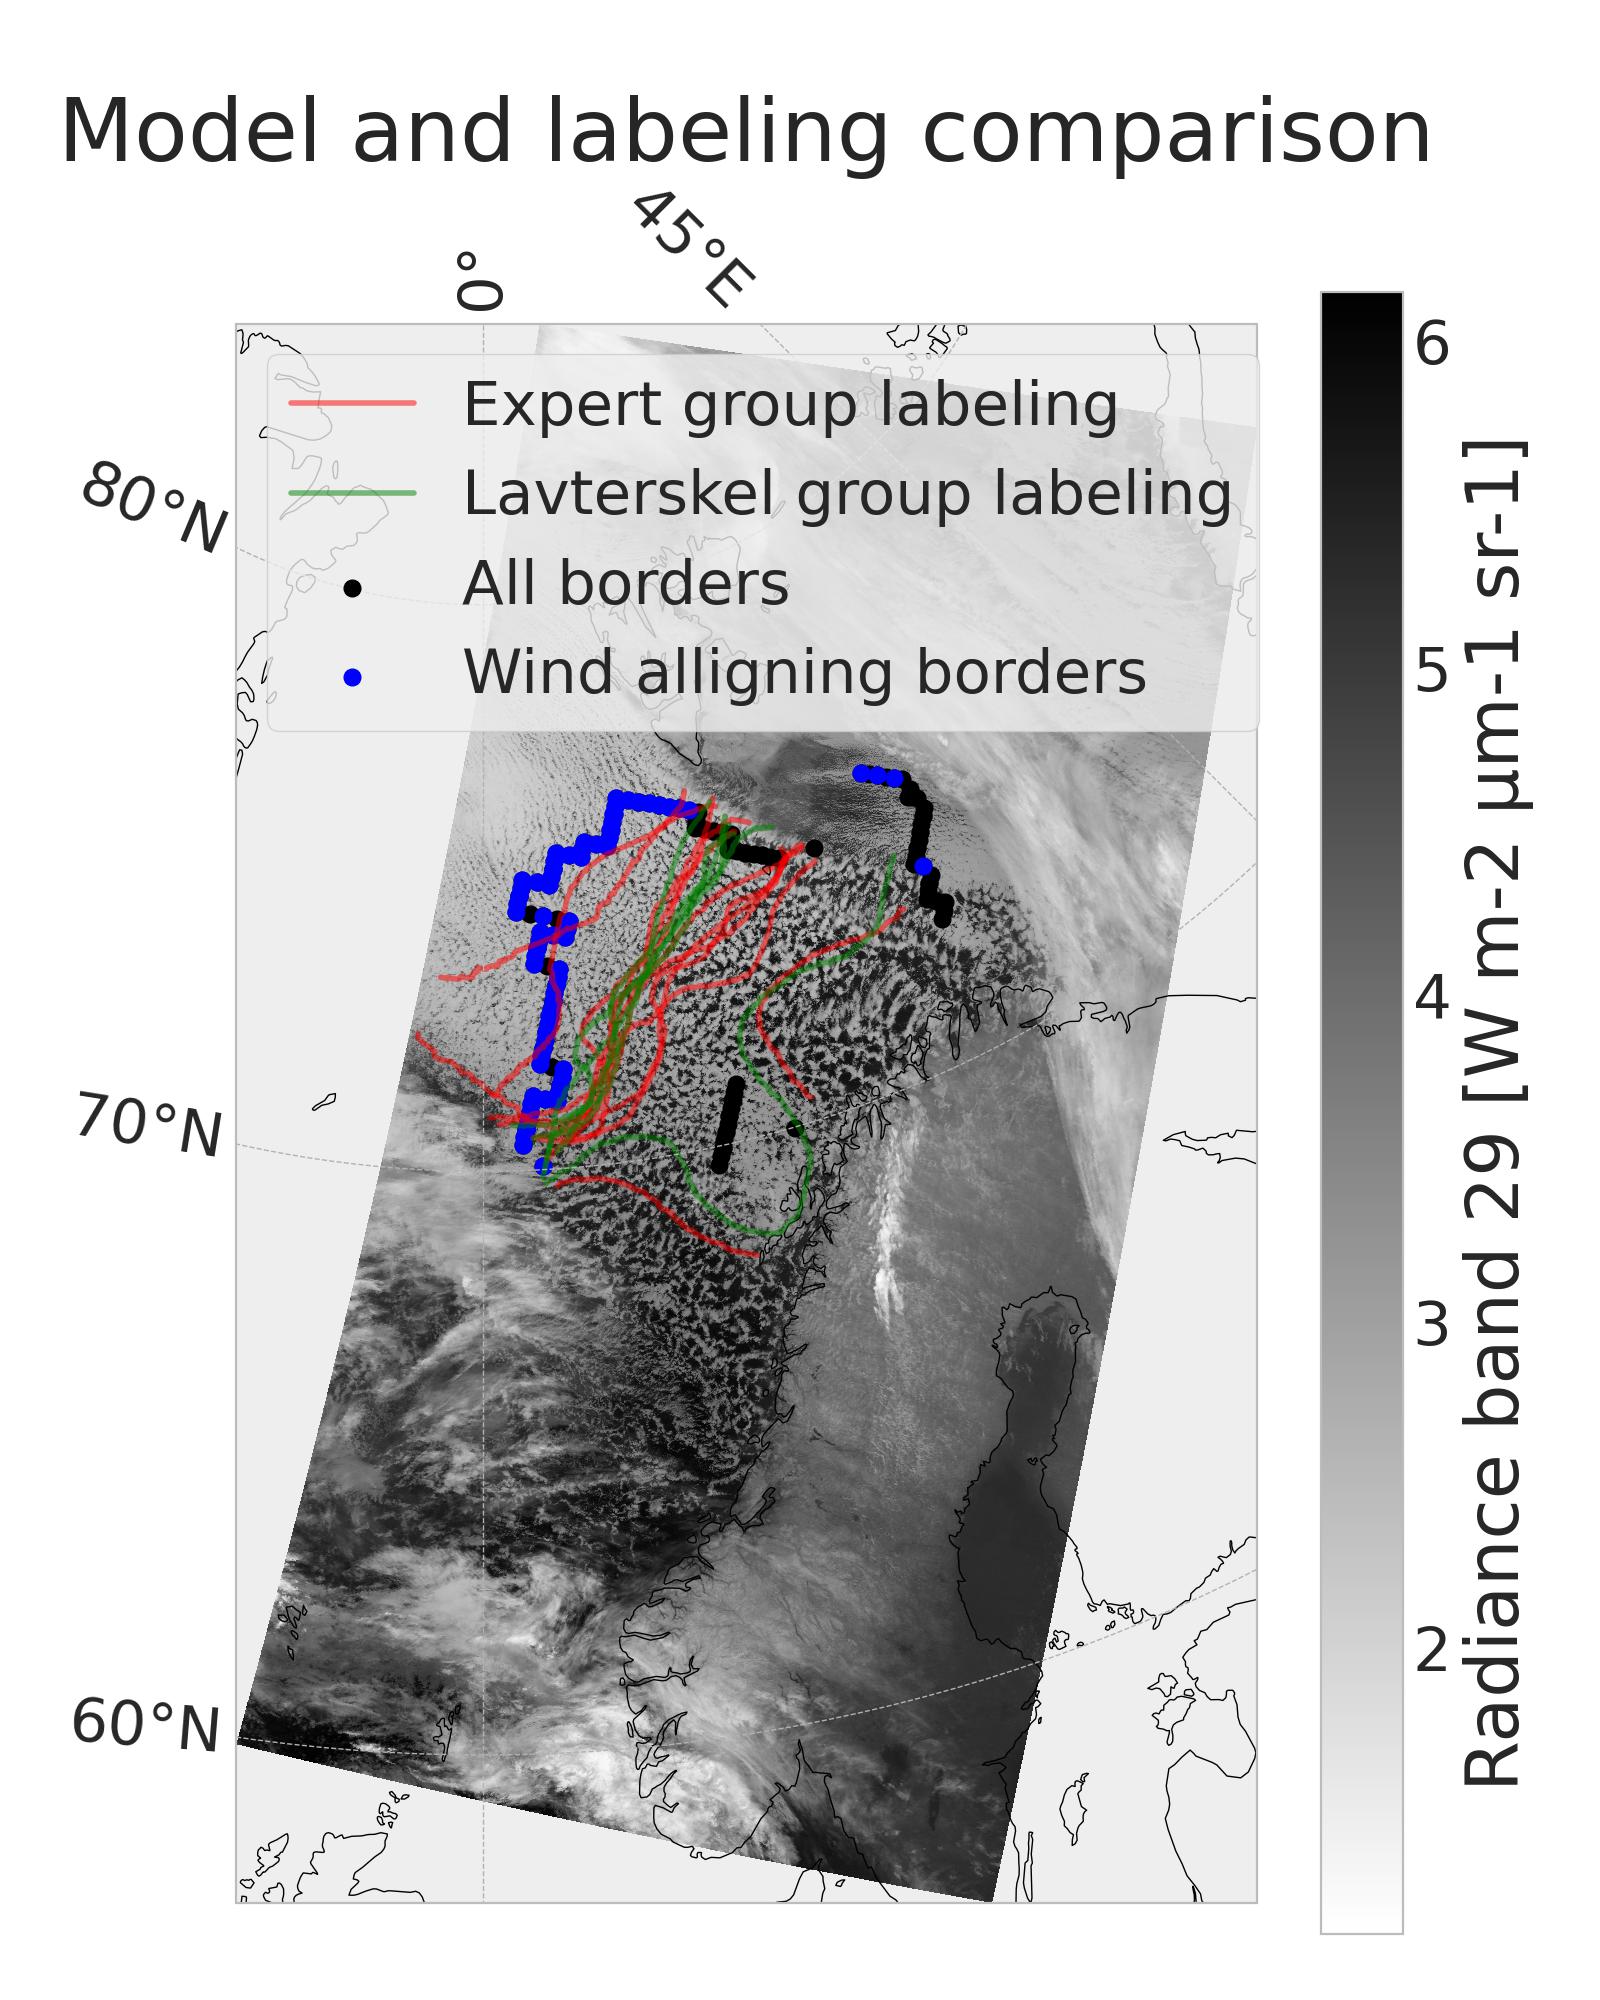 Model and labeling comparison
0°
45°E
80°N
70°N
60°N
Expert group labeling
Lavterskel group labeling
All borders
Wind alligning borders
6
5
4
3
2
Radiance band 29 [W m-2 µm-1 sr-1]